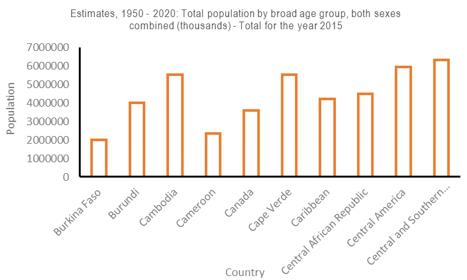 Estimates, 1950 - 2020: Total population by broad age group, both sexes
combined (thousands) - Total for the year 2015
7000000
6000000
5000000
4000000
3000000
2000000
1000000
0
Population
Burkina Faso
Burundi
Cambodia
Cameroon
Canada
Cape Verde
Caribbean
Central African Republic
Central America
Central and Southern...
Country